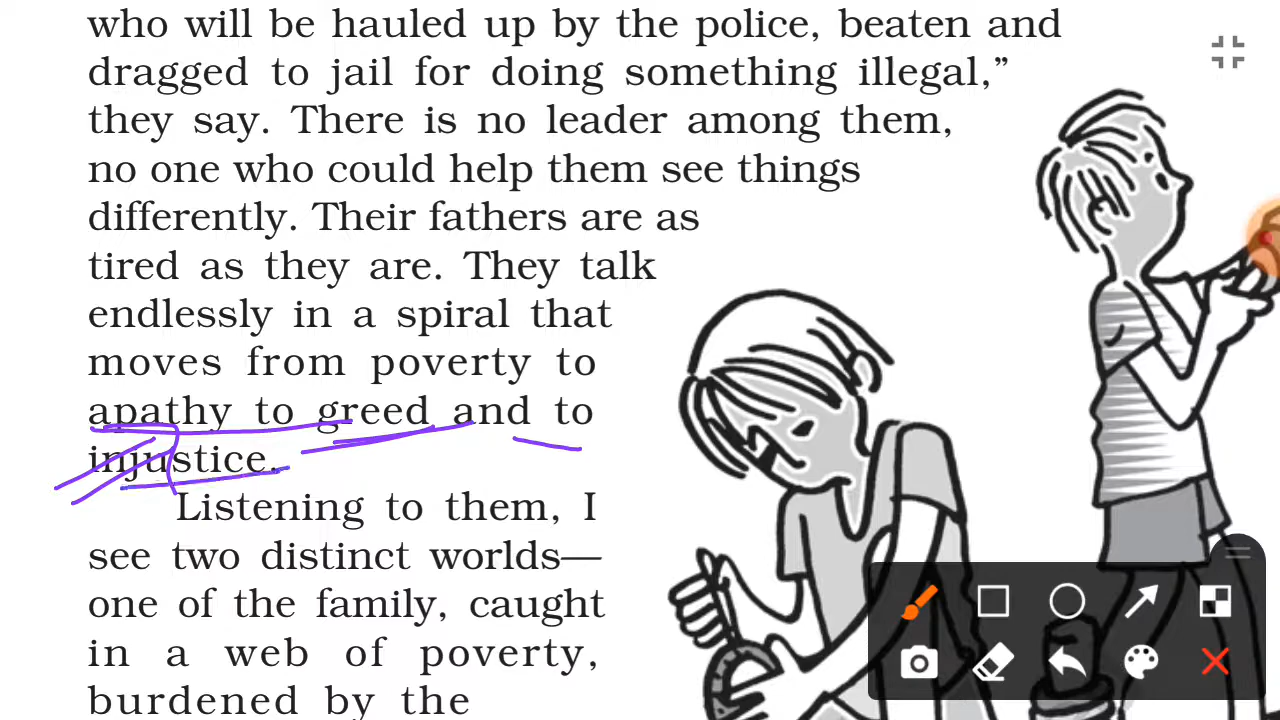 who will be hauled up by the police, beaten and
dragged to jail for doing something illegal,”
they say. There is no leader among them,
no one who could help them see things
differently. Their fathers are as
tired as they are. They talk
endlessly in a spiral that
moves from poverty to
apathy to greed and to
injustice.
Listening to them, I
see two distinct worlds—
one of the family, caught
in a web of poverty,
burdened by the